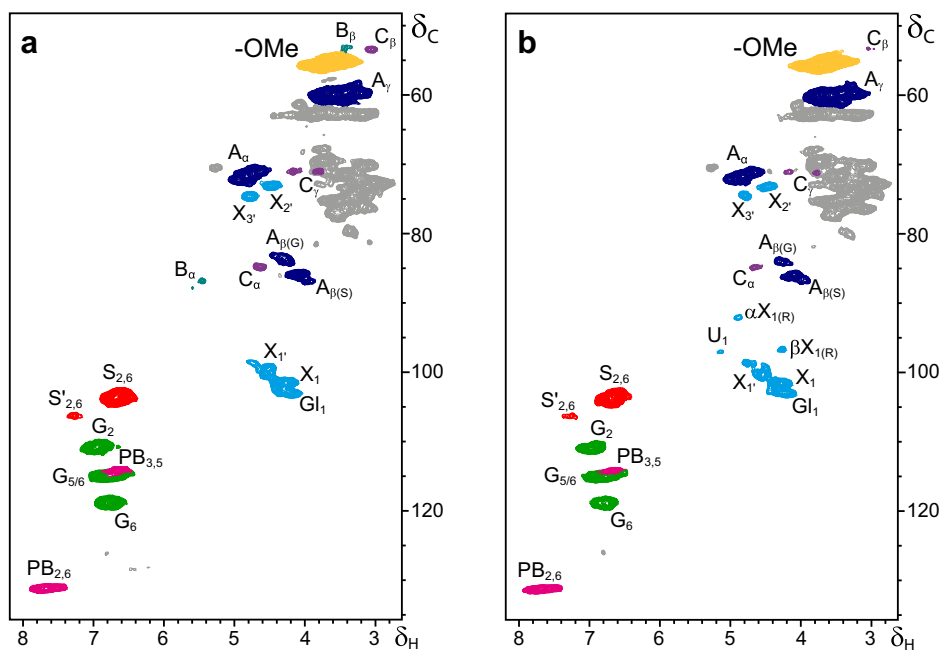 a
-OMe
Bβ
Cβ
δC
Aγ
60
Aα
Cγ
X2'
X3'
80
Aβ(G)
Bα
Cα
Aβ(S)
X1'
100
X1
S2,6
Gl1
S'2,6
G2
PB3,5
G5/6
G6
120
PB2,6
8
7
6
5
4
3
δH
b
-OMe
Cβ
δC
Aγ
60
Aα
Cγ
X2'
X3'
80
Aβ(G)
Cα
Aβ(S)
αX1(R)
U1
βX1(R)
X1'
100
X1
S2,6
Gl1
S'2,6
G2
PB3,5
G5/6
G6
120
PB2,6
8
7
6
5
4
3
δH